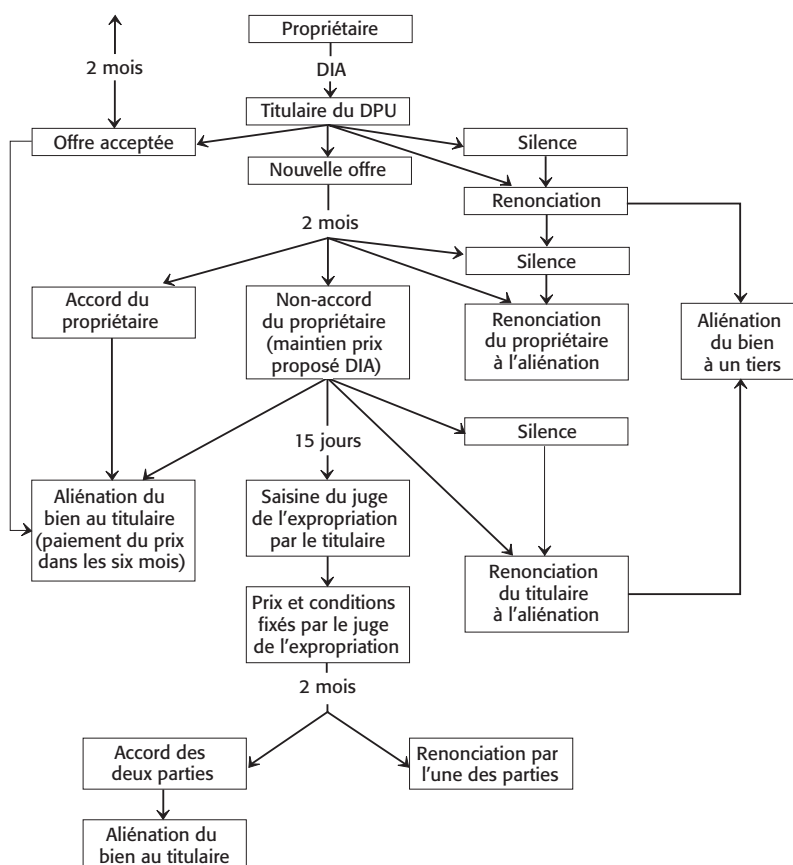 Propriétaire
2 mois
DIA
Titulaire du DPU
Offre acceptée
Silence
Nouvelle offre
Renonciation
2 mois
Silence
Accord du
propriétaire
Non-accord
du propriétaire
(maintien prix
proposé DIA)
Renonciation
du propriétaire
à l'aliénation
Aliénation
du bien
à un tiers
15 jours
Silence
Aliénation du
bien au titulaire
(paiement du prix
dans les six mois)
Saisine du juge
de l'expropriation
par le titulaire
Renonciation
du titulaire
à l'aliénation
Prix et conditions
fixés par le juge
de l'expropriation
2 mois
Accord des
deux parties
Renonciation par
l'une des parties
Aliénation du
bien au titulaire